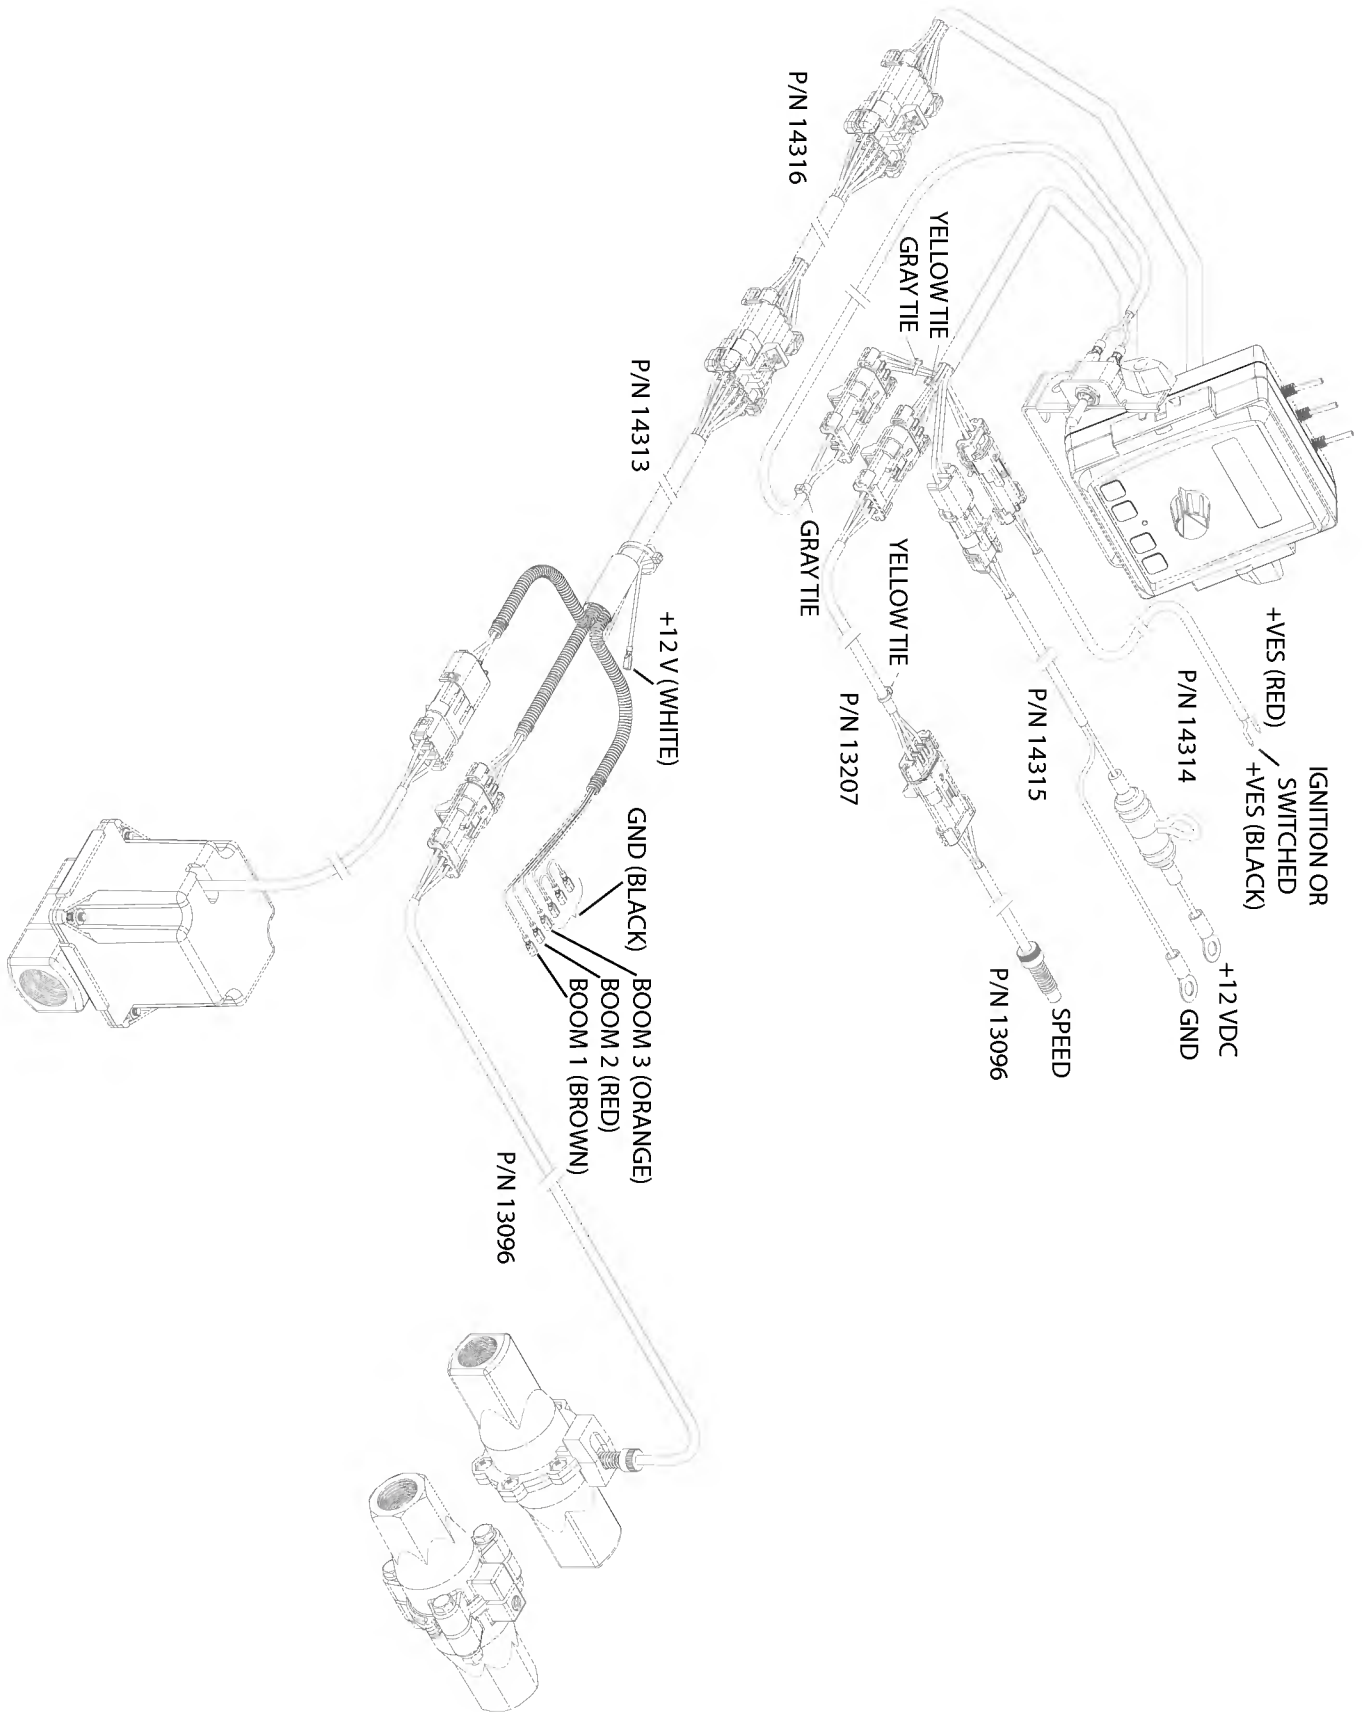 P/N 14316
YELLOW TIE
GRAY TIE
P/N 14313
GRAY TIE
YELLOW TIE
+12 V (WHITE)
P/N 13207
P/N 14315
P/N 14314
+VES (RED)
IGNITION OR
SWITCHED
+VES (BLACK)
+12 VDC
GND
SPEED
P/N 13096
GND (BLACK)
BOOM 3 (ORANGE)
BOOM 2 (RED)
BOOM 1 (BROWN)
P/N 13096